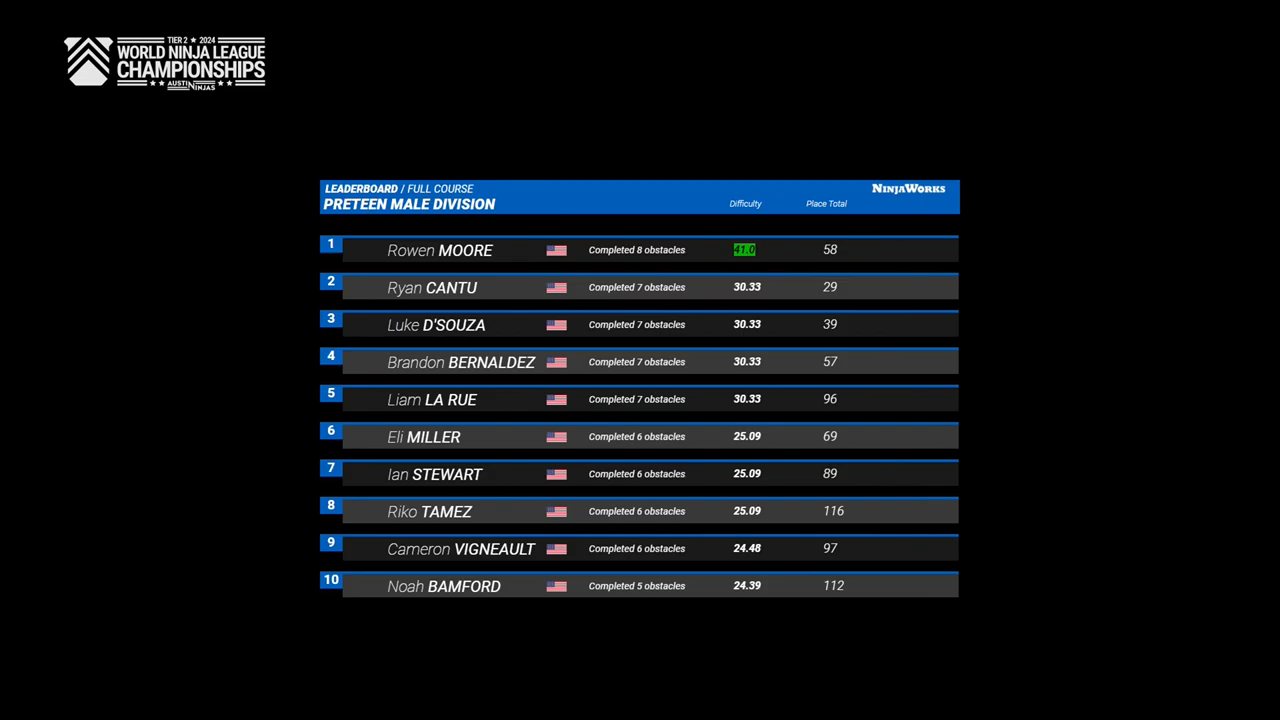 TIER 2 ★ 2024
WORLD NINJA LEAGUE
CHAMPIONSHIPS
AUSTIN NINJAS
LEADERBOARD / FULL COURSE
NINJAWORKS
PRETEEN MALE DIVISION
Difficulty Place Total
1 Rowen MOORE Completed 8 obstacles 41.0 58
2 Ryan CANTU Completed 7 obstacles 30.33 29
3 Luke D'SOUZA Completed 7 obstacles 30.33 39
4 Brandon BERNALDEZ Completed 7 obstacles 30.33 57
5 Liam LA RUE Completed 7 obstacles 30.33 96
6 Eli MILLER Completed 6 obstacles 25.09 69
7 Ian STEWART Completed 6 obstacles 25.09 89
8 Riko TAMEZ Completed 6 obstacles 25.09 116
9 Cameron VIGNEAULT Completed 6 obstacles 24.48 97
10 Noah BAMFORD Completed 5 obstacles 24.39 112